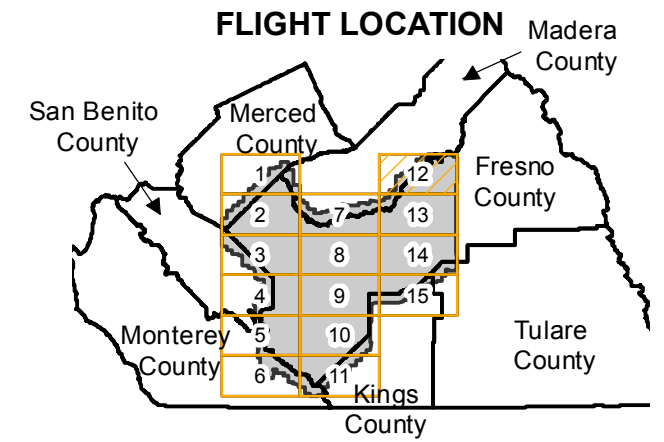 FLIGHT LOCATION
Madera
County
San Benito
County
Merced
County
Fresno
County
1
12
2
7
13
3
8
14
4
9
15
5
10
6
11
Monterey
County
Tulare
County
Kings
County